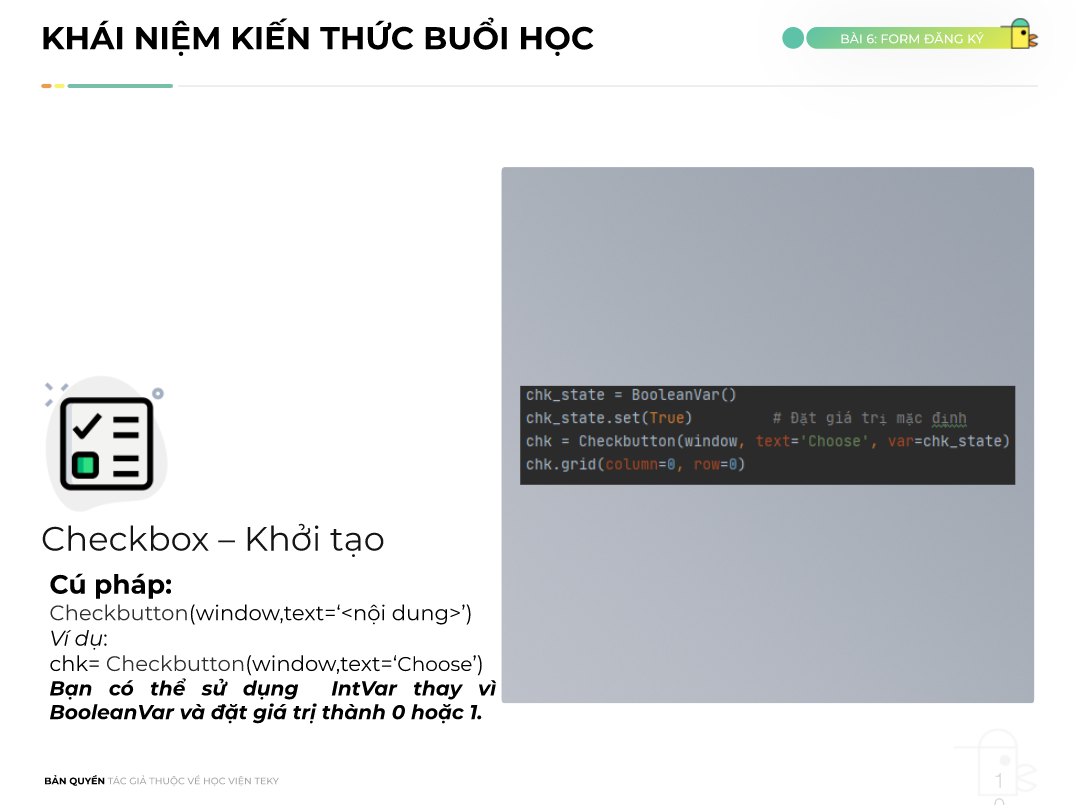 KHÁI NIỆM KIẾN THỨC BUỔI HỌC
BÀI 6: FORM ĐĂNG KÝ
chk_state = BooleanVar()
chk_state.set(True) # Đặt giá trị mặc định
chk = Checkbutton(window, text='Choose', var=chk_state)
chk.grid(column=0, row=0)
Checkbox – Khởi tạo
Cú pháp:
Checkbutton(window,text=‘<nội dung>’)
Ví dụ:
chk= Checkbutton(window,text=‘Choose’)
Bạn có thể sử dụng IntVar thay vì
BooleanVar và đặt giá trị thành 0 hoặc 1.
BẢN QUYỀN TÁC GIẢ THUỘC VỀ HỌC VIỆN TEKY
1